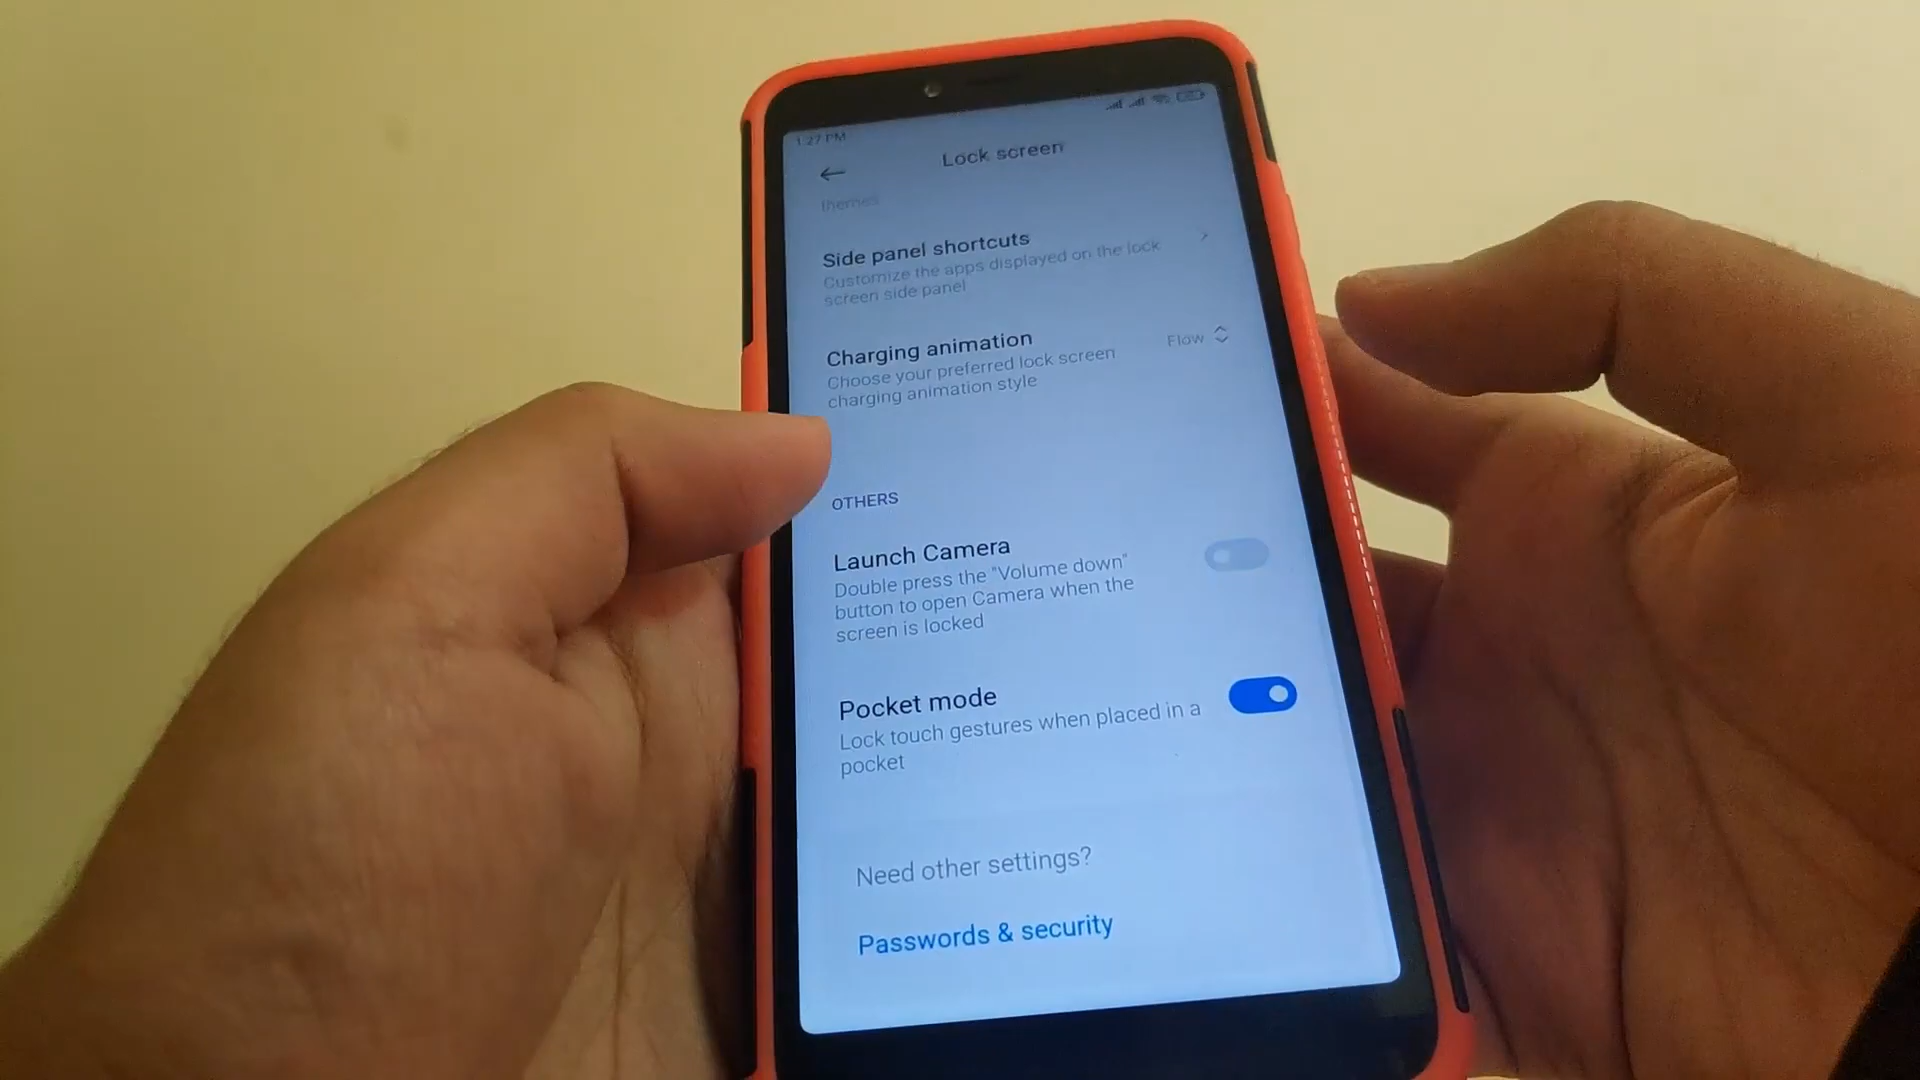 1:27 PM
Lock screen
themes
Side panel shortcuts
Customize the apps displayed on the lock
screen side panel
Charging animation
Flow
Choose your preferred lock screen
charging animation style
OTHERS
Launch Camera
Double press the "Volume down"
button to open Camera when the
screen is locked
Pocket mode
Lock touch gestures when placed in a
pocket
Need other settings?
Passwords & security